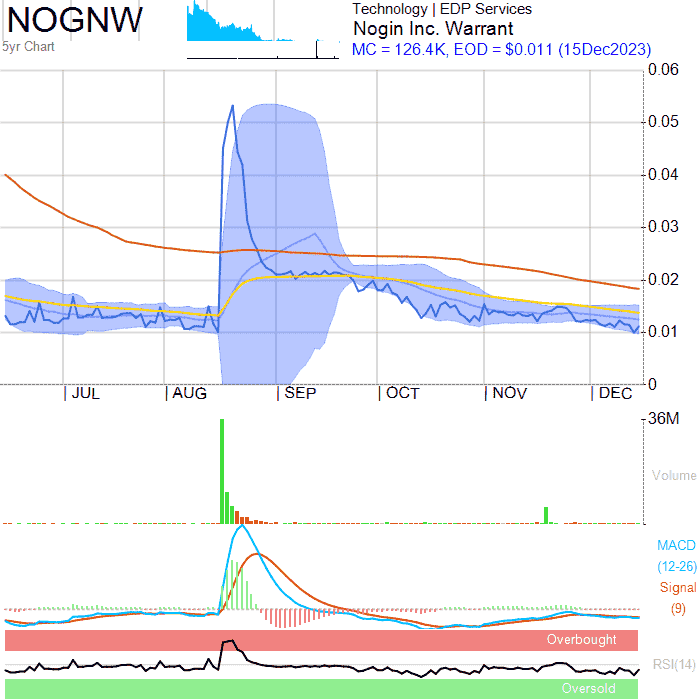 NOGNW
5yr Chart
Technology | EDP Services
Nogin Inc. Warrant
MC = 126.4K, EOD = $0.011 (15Dec2023)
0.06
0.05
0.04
0.03
0.02
0.01
0
JUL AUG SEP OCT NOV DEC
36M
Volume
MACD
(12-26)
Signal
(9)
Overbought
RSI(14)
Oversold